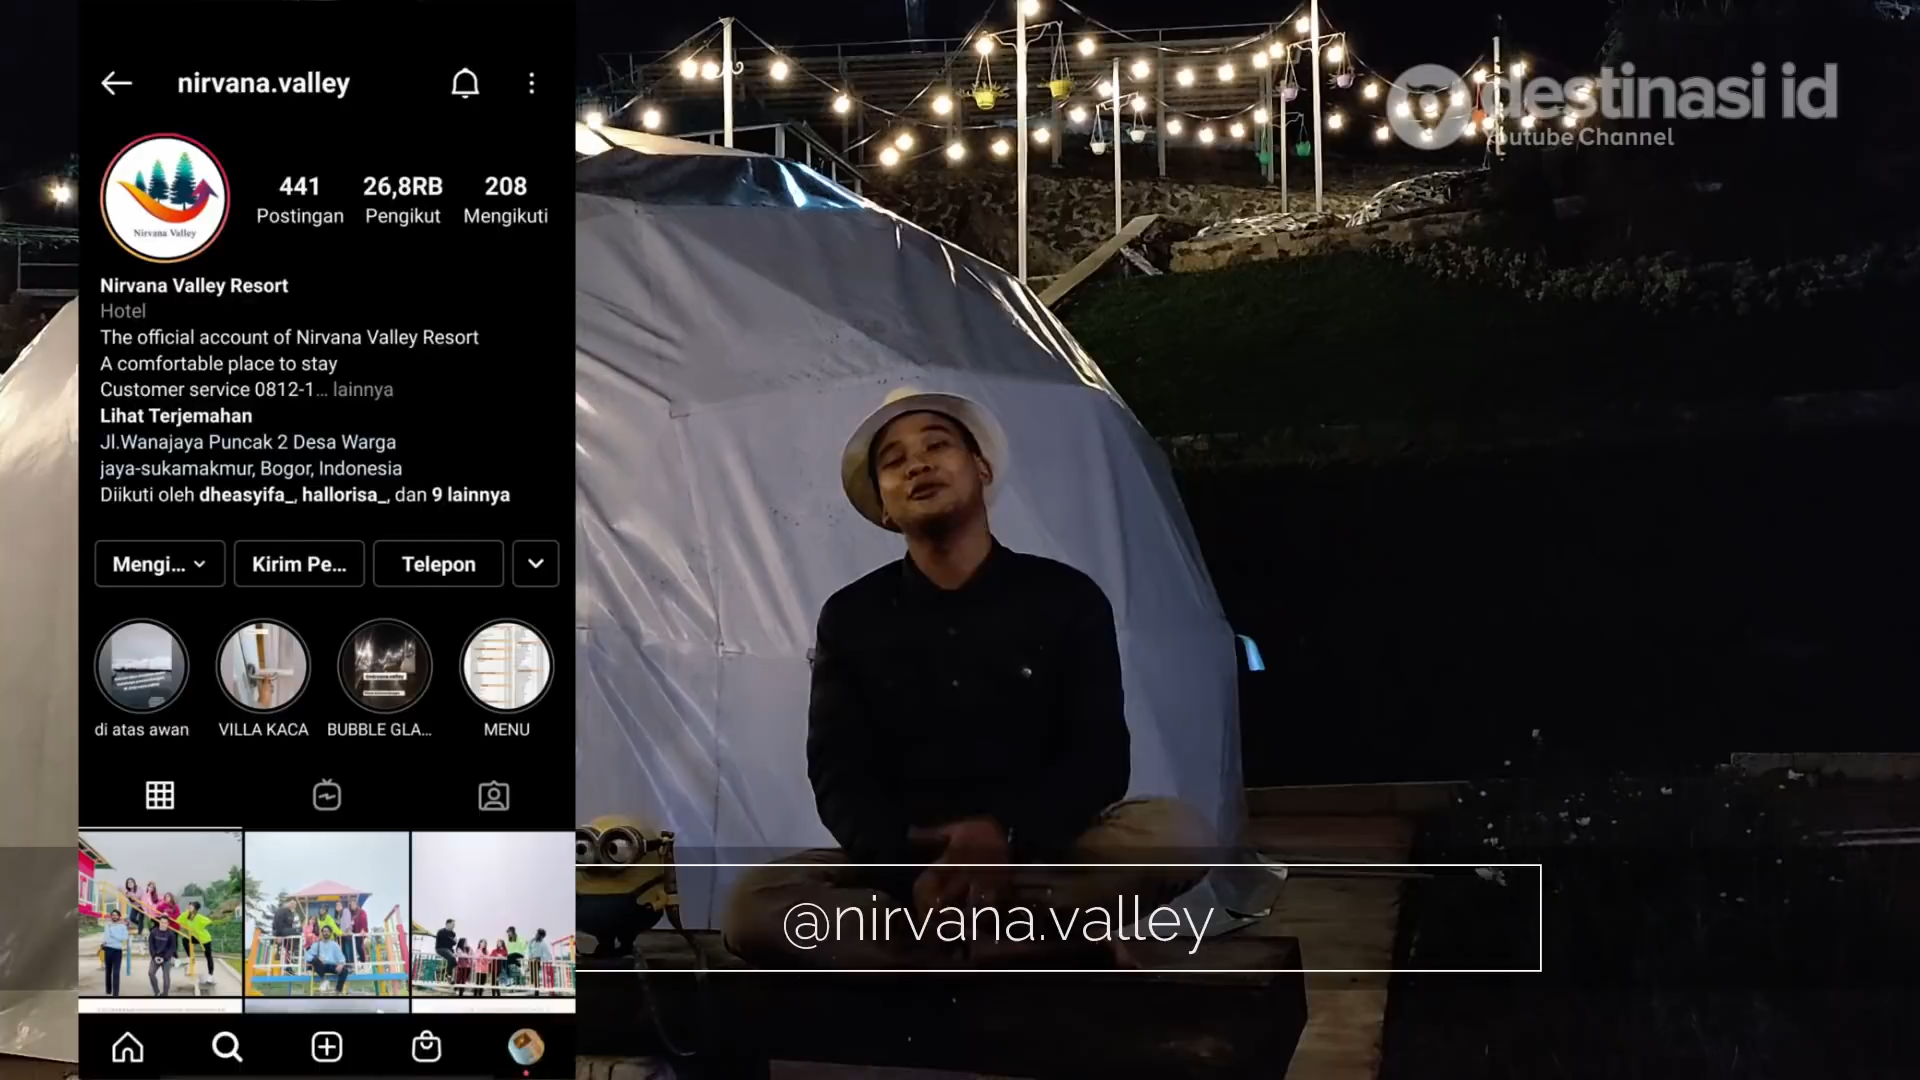 nirvana.valley
Nirvana Valley
441
26,8RB
208
Postingan
Pengikut
Mengikuti
Nirvana Valley Resort
Hotel
The official account of Nirvana Valley Resort
A comfortable place to stay
Customer service 0812-1... lainnya
Lihat Terjemahan
Jl.Wanajaya Puncak 2 Desa Warga
jaya-sukamakmur, Bogor, Indonesia
Diikuti oleh dheasyifa_, hallorisa_, dan 9 lainnya
Mengi...
Kirim Pe...
Telepon
di atas awan
VILLA KACA
BUBBLE GLA...
MENU
destinasi id
Youtube Channel
@nirvana.valley